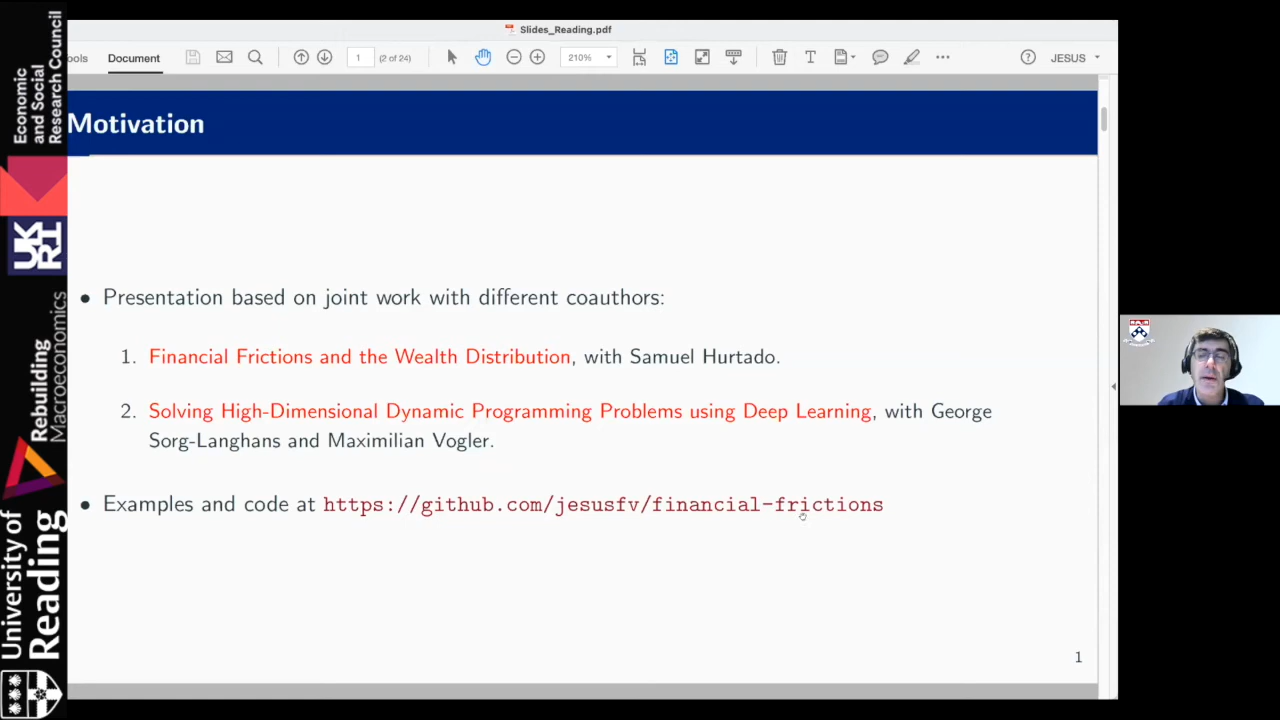 Slides_Reading.pdf
ools
Document
1
(2 of 24)
210%
JESUS
Motivation
• Presentation based on joint work with different coauthors:
1. Financial Frictions and the Wealth Distribution, with Samuel Hurtado.
2. Solving High-Dimensional Dynamic Programming Problems using Deep Learning, with George
Sorg-Langhans and Maximilian Vogler.
• Examples and code at https://github.com/jesusfv/financial-frictions
1
Economic
and Social
Research Council
UKRI
Rebuilding
Macroeconomics
University of
Reading